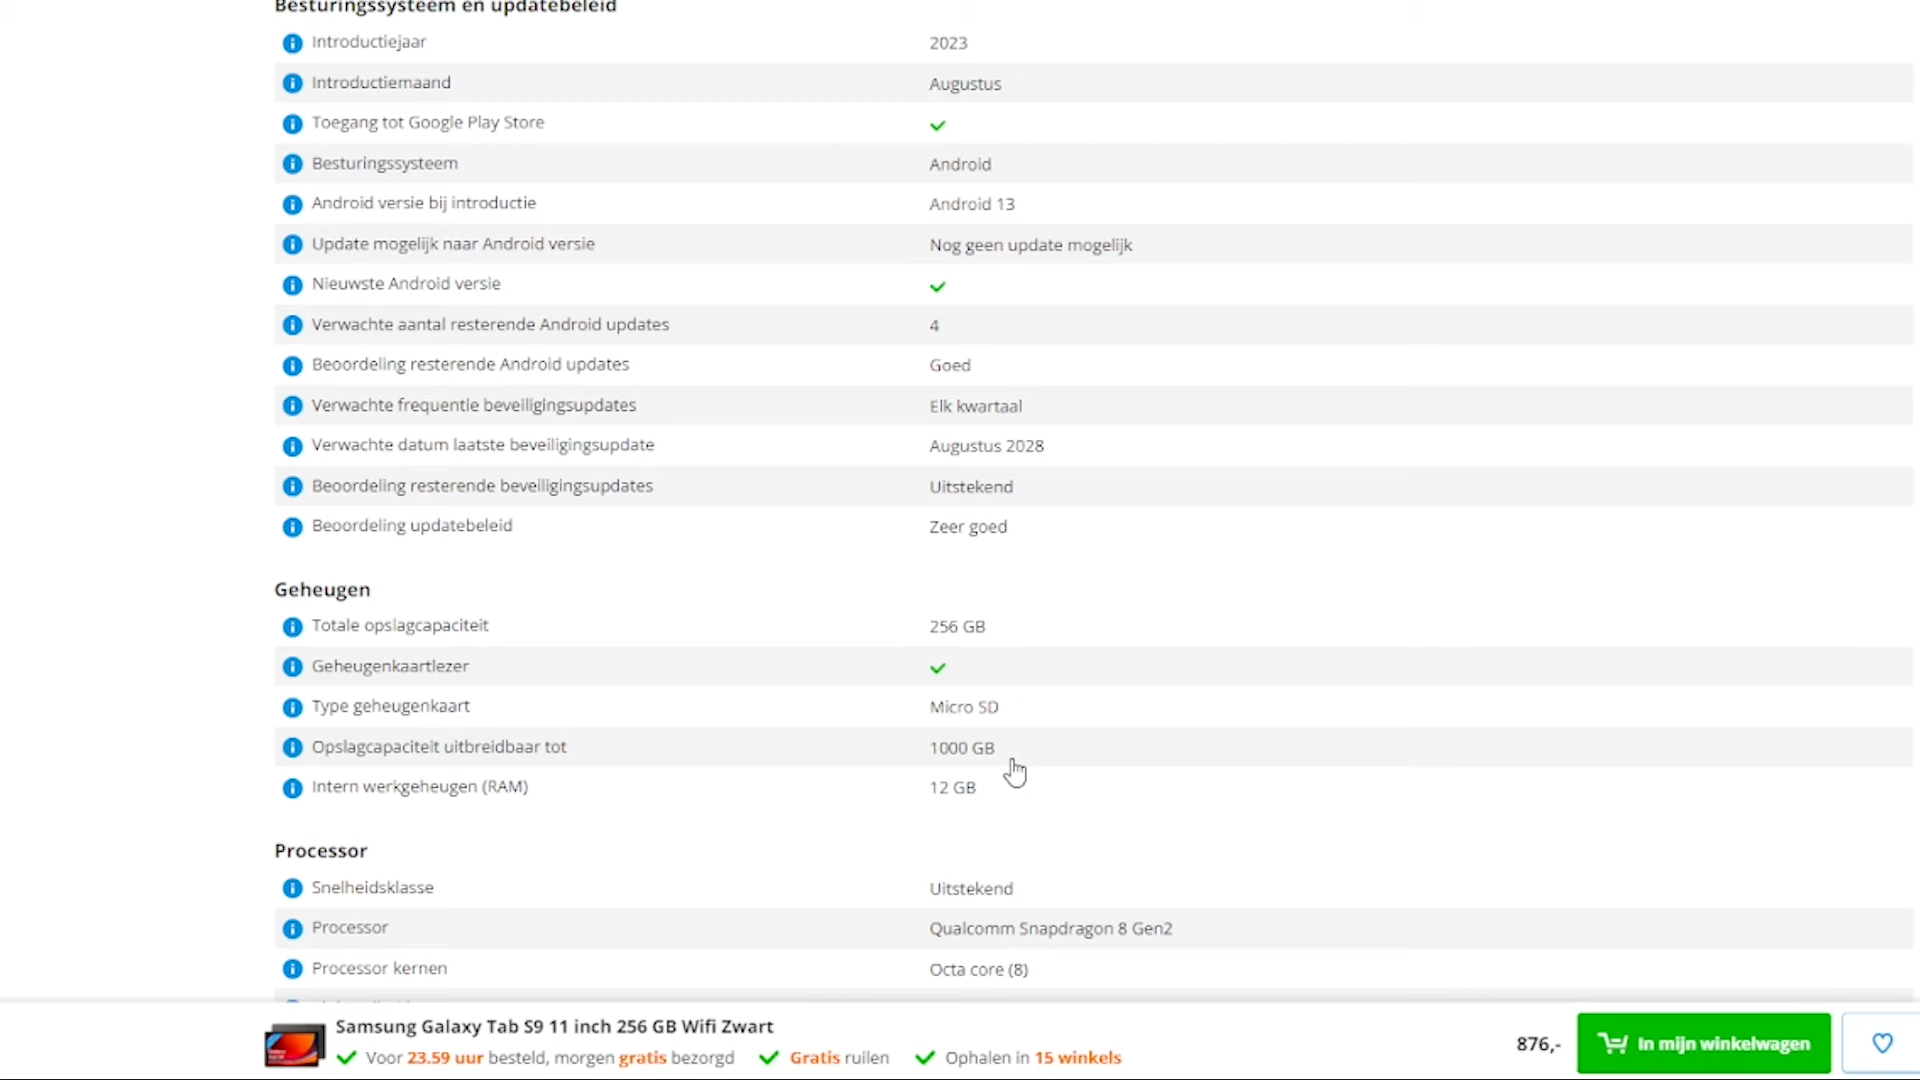 Besturingssysteem en updatebeleid
Introductiejaar 2023
Introductiemaand Augustus
Toegang tot Google Play Store
Besturingssysteem Android
Android versie bij introductie Android 13
Update mogelijk naar Android versie Nog geen update mogelijk
Nieuwste Android versie
Verwachte aantal resterende Android updates 4
Beoordeling resterende Android updates Goed
Verwachte frequentie beveiligingsupdates Elk kwartaal
Verwachte datum laatste beveiligingsupdate Augustus 2028
Beoordeling resterende beveiligingsupdates Uitstekend
Beoordeling updatebeleid Zeer goed
Geheugen
Totale opslagcapaciteit 256 GB
Geheugenkaartlezer
Type geheugenkaart Micro SD
Opslagcapaciteit uitbreidbaar tot 1000 GB
Intern werkgeheugen (RAM) 12 GB
Processor
Snelheidsklasse Uitstekend
Processor Qualcomm Snapdragon 8 Gen2
Processor kernen Octa core (8)
Samsung Galaxy Tab S9 11 inch 256 GB Wifi Zwart
Voor 23.59 uur besteld, morgen gratis bezorgd Gratis ruilen Ophalen in 15 winkels
876,- In mijn winkelwagen